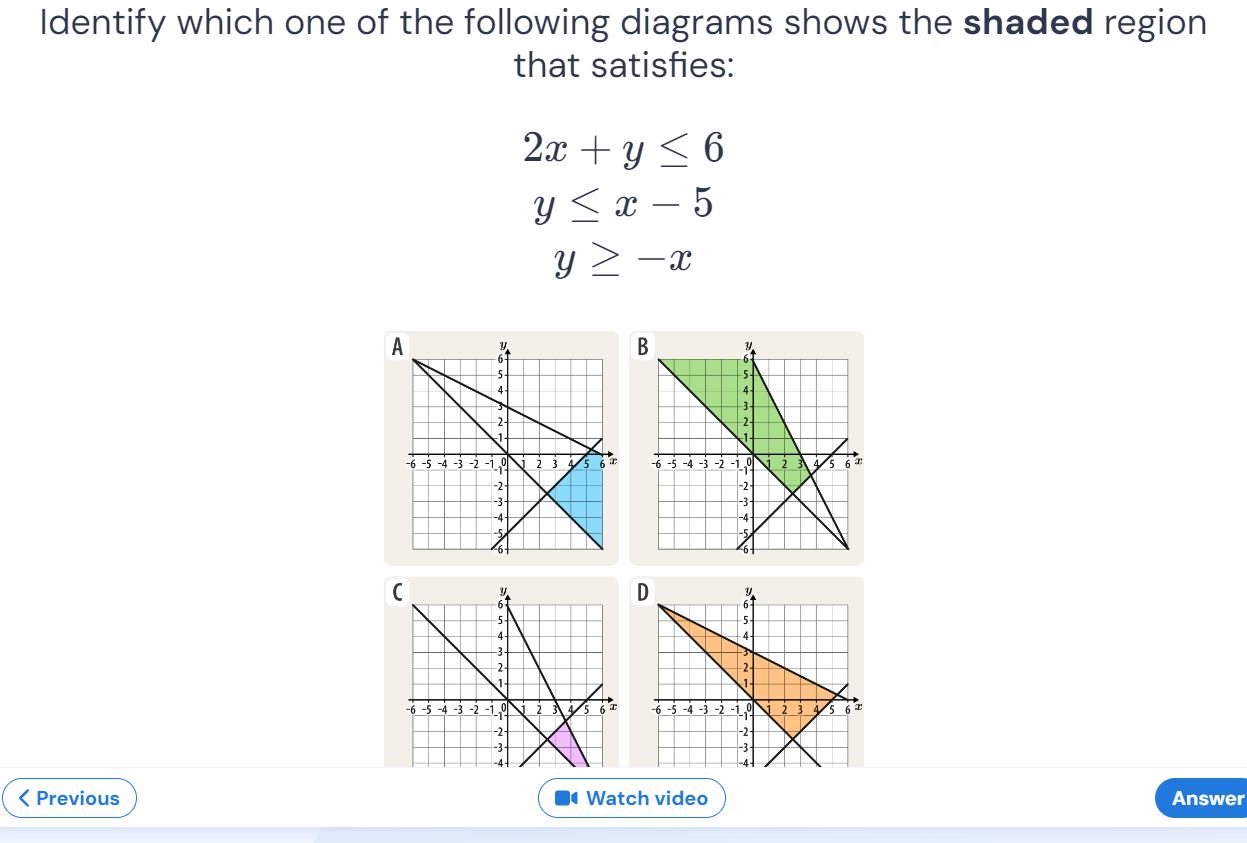 Identify which one of the following diagrams shows the shaded region
that satisfies:
2x + y ≤ 6
y ≤ x − 5
y ≥ −x
A
y
6
5
4
3
2
1
-6 -5 -4 -3 -2 -1 0 1 2 3 4 5 6 x
-1
-2
-3
-4
-5
-6
B
y
6
5
4
3
2
1
-6 -5 -4 -3 -2 -1 0 1 2 3 4 5 6 x
-1
-2
-3
-4
-5
-6
C
y
6
5
4
3
2
1
-6 -5 -4 -3 -2 -1 0 1 2 3 4 5 6 x
-1
-2
-3
-4
D
y
6
5
4
3
2
1
-6 -5 -4 -3 -2 -1 0 1 2 3 4 5 6 x
-1
-2
-3
-4
Previous
Watch video
Answer